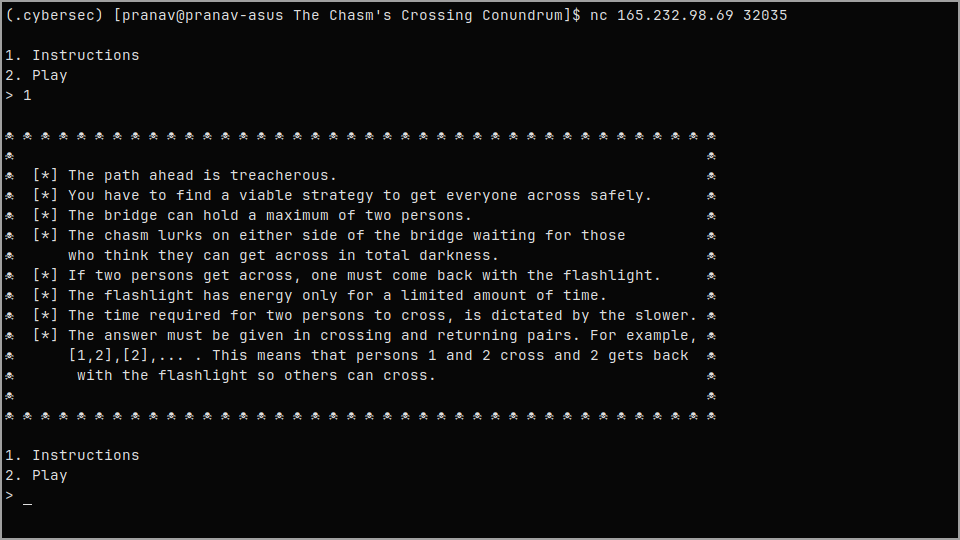 (.cybersec) [pranav@pranav-asus The Chasm's Crossing Conundrum]$ nc 165.232.98.69 32035
1. Instructions
2. Play
> 1
☠ ☠ ☠ ☠ ☠ ☠ ☠ ☠ ☠ ☠ ☠ ☠ ☠ ☠ ☠ ☠ ☠ ☠ ☠ ☠ ☠ ☠ ☠ ☠ ☠ ☠ ☠ ☠ ☠ ☠ ☠ ☠ ☠ ☠ ☠ ☠ ☠ ☠ ☠ ☠
☠ ☠
☠ [*] The path ahead is treacherous. ☠
☠ [*] You have to find a viable strategy to get everyone across safely. ☠
☠ [*] The bridge can hold a maximum of two persons. ☠
☠ [*] The chasm lurks on either side of the bridge waiting for those ☠
☠ who think they can get across in total darkness. ☠
☠ [*] If two persons get across, one must come back with the flashlight. ☠
☠ [*] The flashlight has energy only for a limited amount of time. ☠
☠ [*] The time required for two persons to cross, is dictated by the slower. ☠
☠ [*] The answer must be given in crossing and returning pairs. For example, ☠
☠ [1,2],[2],... . This means that persons 1 and 2 cross and 2 gets back ☠
☠ with the flashlight so others can cross. ☠
☠ ☠
☠ ☠ ☠ ☠ ☠ ☠ ☠ ☠ ☠ ☠ ☠ ☠ ☠ ☠ ☠ ☠ ☠ ☠ ☠ ☠ ☠ ☠ ☠ ☠ ☠ ☠ ☠ ☠ ☠ ☠ ☠ ☠ ☠ ☠ ☠ ☠ ☠ ☠ ☠ ☠
1. Instructions
2. Play
> _